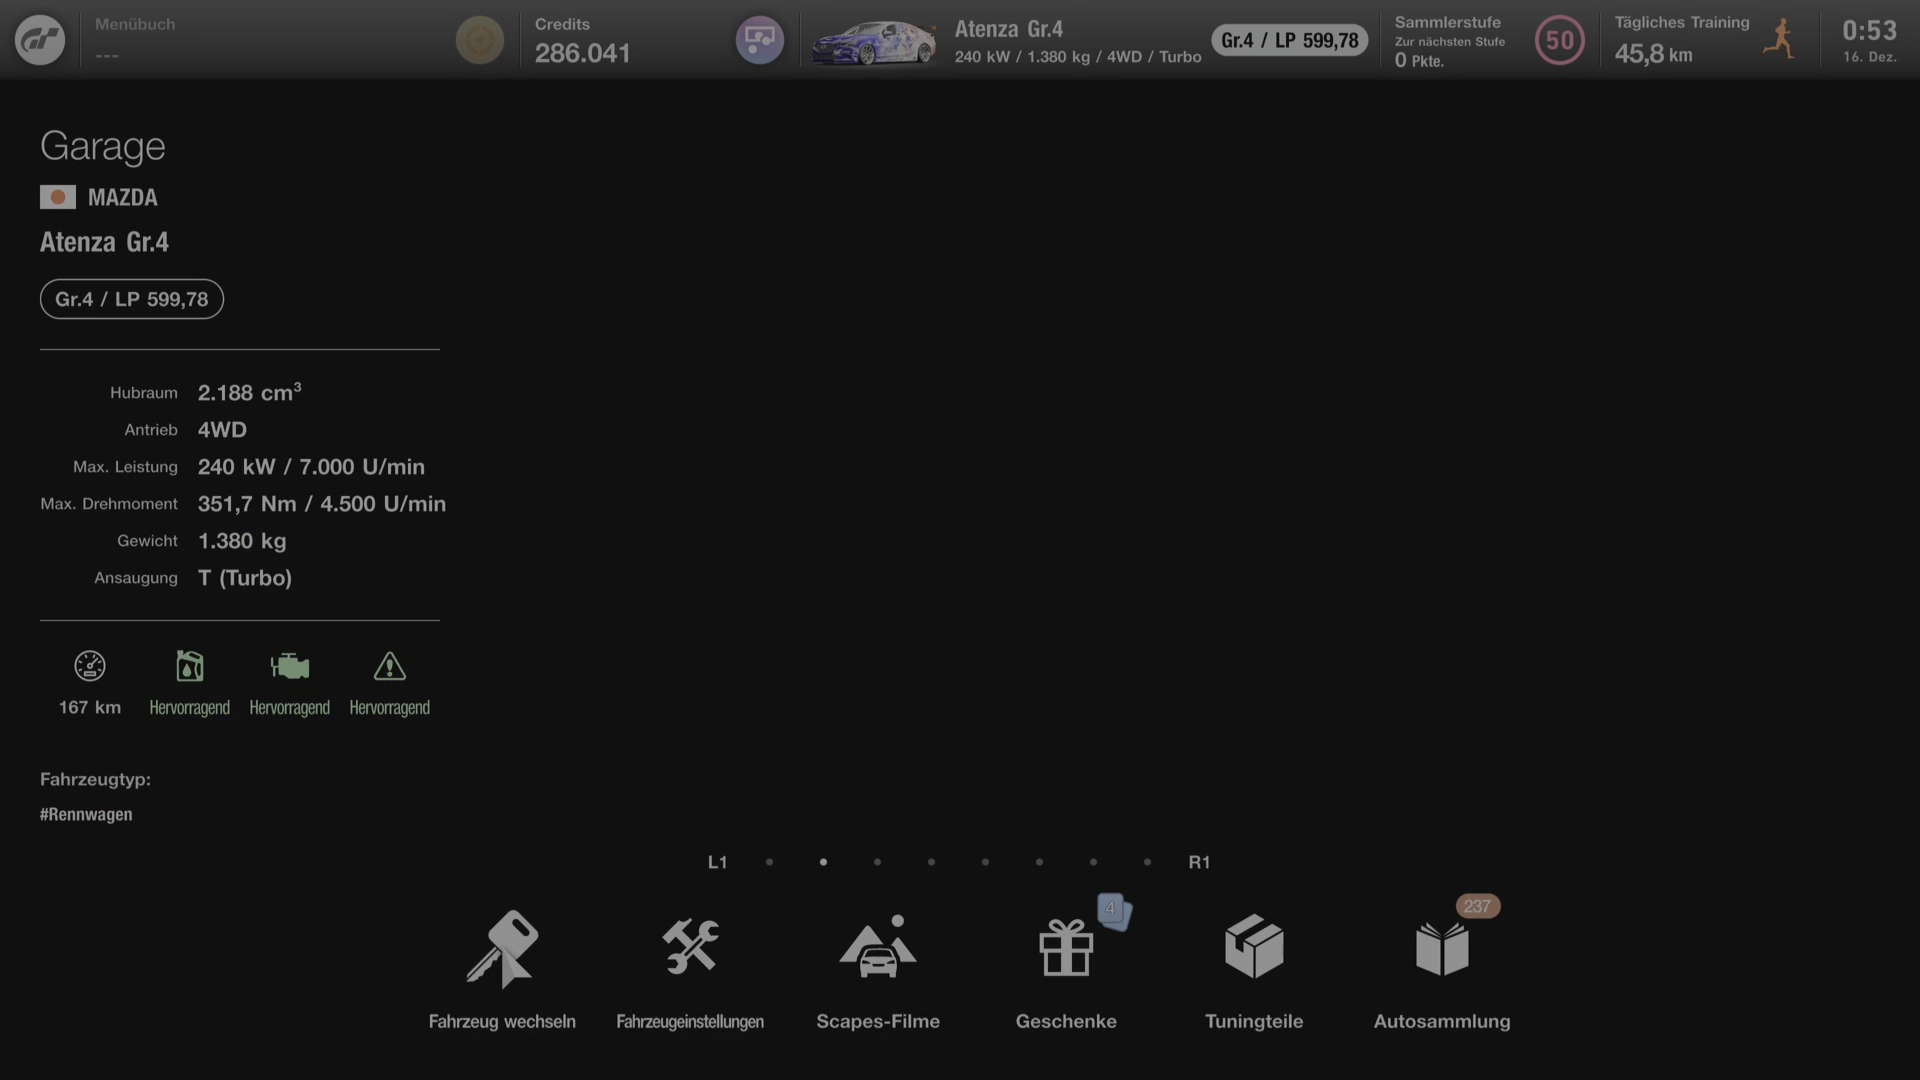 Menübuch
---
Credits
286.041
Atenza Gr.4
240 kW / 1.380 kg / 4WD / Turbo
Gr.4 / LP 599,78
Sammlerstufe
Zur nächsten Stufe
0 Pkte.
50
Tägliches Training
45,8 km
0:53
16. Dez.
Garage
MAZDA
Atenza Gr.4
Gr.4 / LP 599,78
Hubraum 2.188 cm³
Antrieb 4WD
Max. Leistung 240 kW / 7.000 U/min
Max. Drehmoment 351,7 Nm / 4.500 U/min
Gewicht 1.380 kg
Ansaugung T (Turbo)
167 km Hervorragend Hervorragend Hervorragend
Fahrzeugtyp:
#Rennwagen
L1 R1
4 237
Fahrzeug wechseln Fahrzeugeinstellungen Scapes-Filme Geschenke Tuningteile Autosammlung